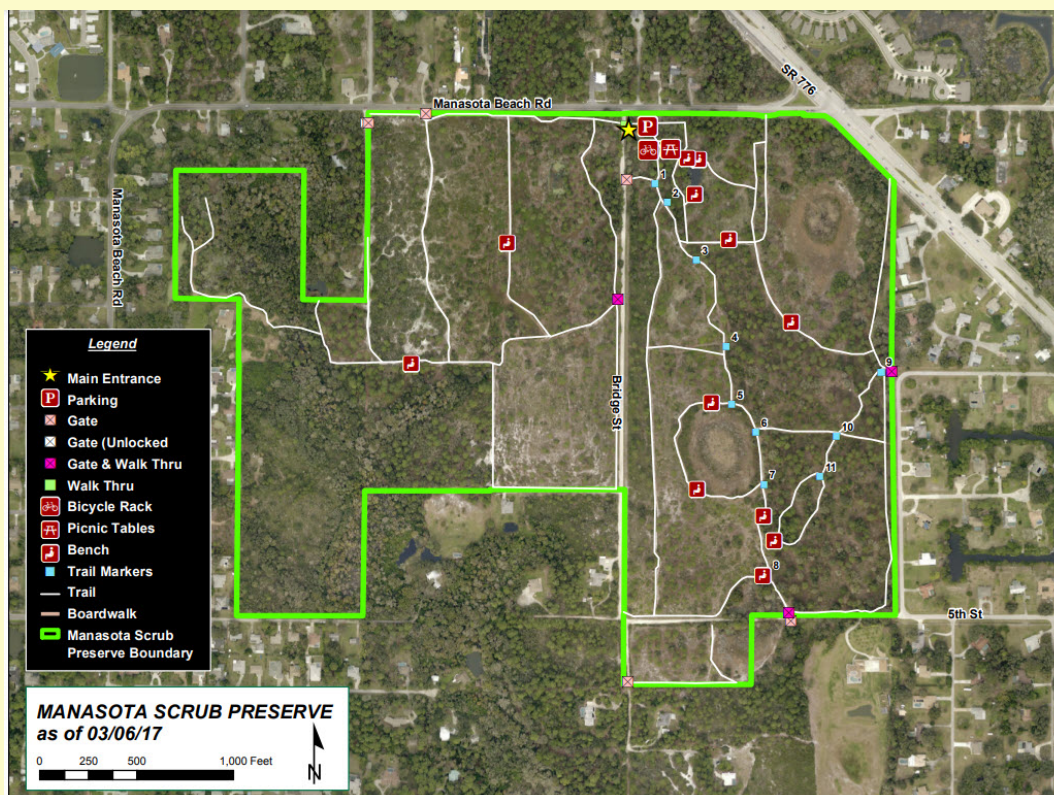 Manasota Beach Rd
SR 776
Manasota Beach Rd
Bridge St
5th St
P
1
2
3
4
5
6
7
8
9
10
11
Legend
Main Entrance
P
Parking
Gate
Gate (Unlocked
Gate & Walk Thru
Walk Thru
Bicycle Rack
Picnic Tables
Bench
Trail Markers
Trail
Boardwalk
Manasota Scrub
Preserve Boundary
MANASOTA SCRUB PRESERVE
as of 03/06/17
0 250 500 1,000 Feet
N